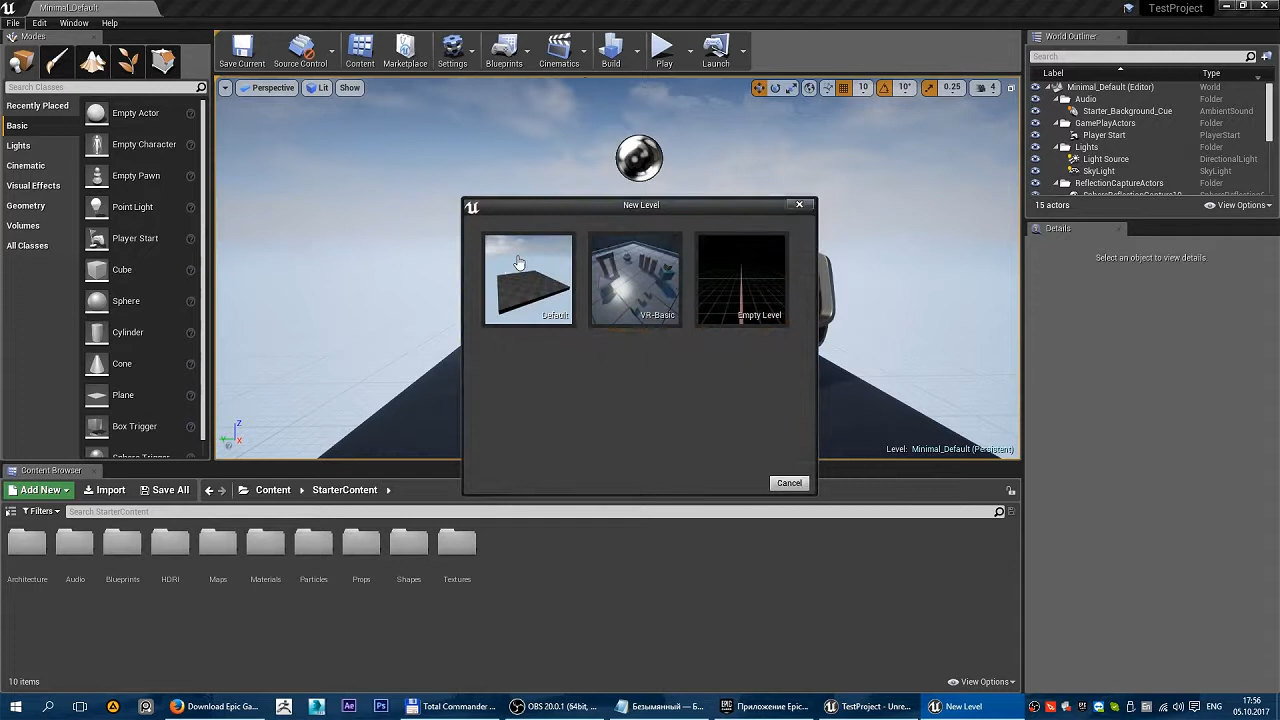 Minimal_Default
TestProject
File Edit Window Help
Modes
Search Classes
Recently Placed
Basic
Lights
Cinematic
Visual Effects
Geometry
Volumes
All Classes
Empty Actor
Empty Character
Empty Pawn
Point Light
Player Start
Cube
Sphere
Cylinder
Cone
Plane
Box Trigger
Sphere Trigger
Save Current
Source Control
Content
Marketplace
Settings
Blueprints
Cinematics
Build
Play
Launch
Perspective
Lit
Show
10
10°
0.25
4
New Level
Default
VR-Basic
Empty Level
Cancel
Z
Y
X
Level: Minimal_Default (Persistent)
World Outliner
Search...
Label Type
Minimal_Default (Editor) World
Audio Folder
Starter_Background_Cue AmbientSound
GamePlayActors Folder
Player Start PlayerStart
Lights Folder
Light Source DirectionalLight
SkyLight SkyLight
ReflectionCaptureActors Folder
15 actors
View Options
Details
Select an object to view details.
Content Browser
Add New
Import
Save All
Content
StarterContent
Filters
Search StarterContent
Architecture
Audio
Blueprints
HDRI
Maps
Materials
Particles
Props
Shapes
Textures
10 items
View Options
Download Epic Ga...
Total Commander ...
OBS 20.0.1 (64bit, ...
Безымянный — Б...
Приложение Epic...
TestProject - Unre...
New Level
ENG
17:56
05.10.2017